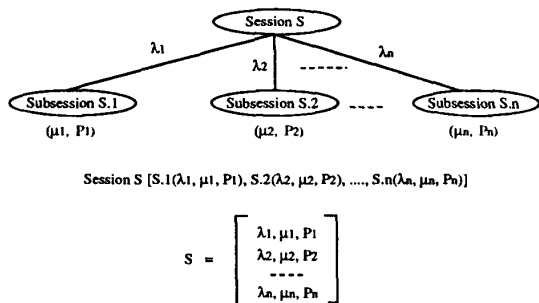 Session S
λ1
λ2
λn
Subsession S.1
Subsession S.2
Subsession S.n
(μ1, P1)
(μ2, P2)
(μn, Pn)
Session S [S.1(λ1, μ1, P1), S.2(λ2, μ2, P2), ...., S.n(λn, μn, Pn)]
S =
λ1, μ1, P1
λ2, μ2, P2
λn, μn, Pn